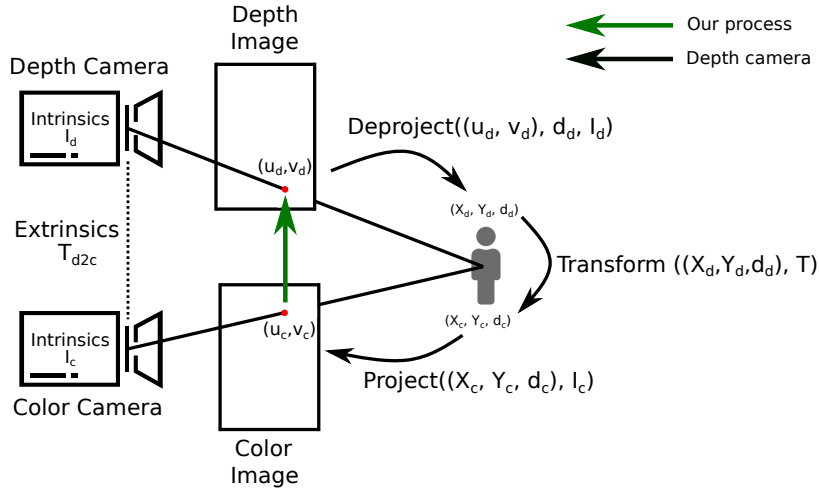 Depth
Image
Our process
Depth camera
Depth Camera
Intrinsics
I_d
Deproject((u_d, v_d), d_d, I_d)
(u_d,v_d)
(X_d, Y_d, d_d)
Extrinsics
T_d2c
Transform ((X_d,Y_d,d_d), T)
(X_c, Y_c, d_c)
(u_c,v_c)
Intrinsics
I_c
Project((X_c, Y_c, d_c), I_c)
Color Camera
Color
Image